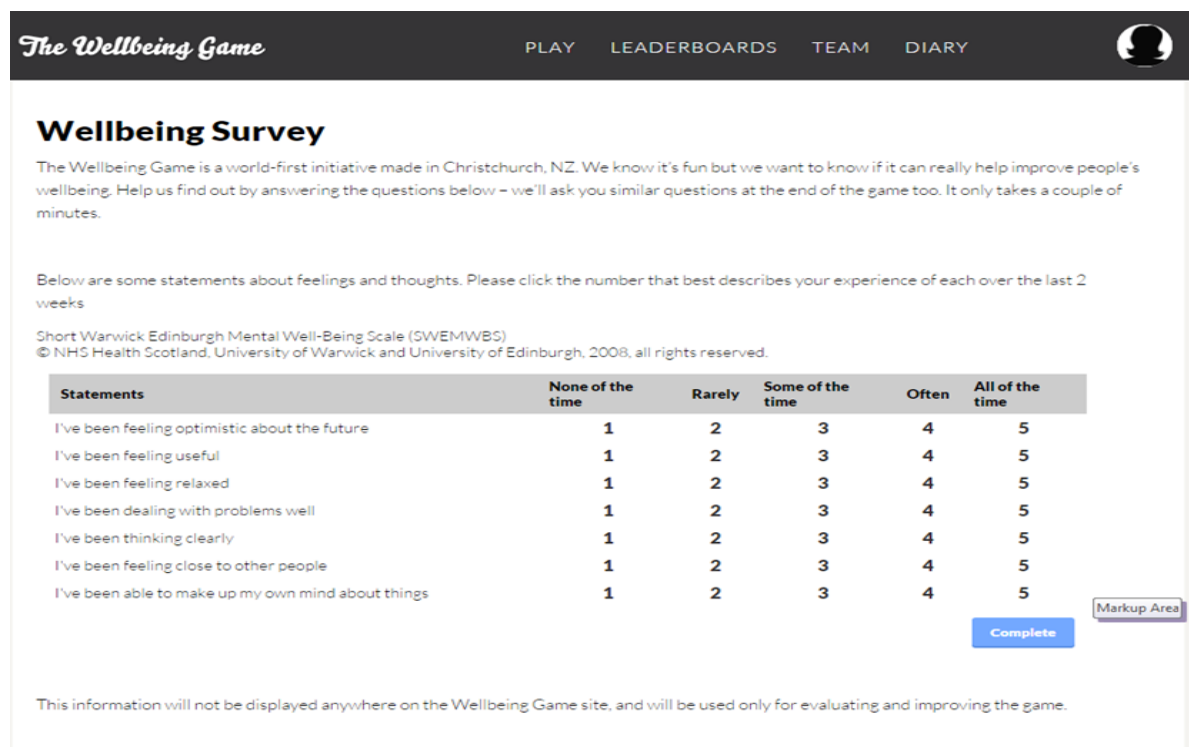 The Wellbeing Game PLAY LEADERBOARDS TEAM DIARY
Wellbeing Survey
The Wellbeing Game is a world-first initiative made in Christchurch, NZ. We know it's fun but we want to know if it can really help improve people's
wellbeing. Help us find out by answering the questions below – we'll ask you similar questions at the end of the game too. It only takes a couple of
minutes.
Below are some statements about feelings and thoughts. Please click the number that best describes your experience of each over the last 2
weeks
Short Warwick Edinburgh Mental Well-Being Scale (SWEMWBS)
© NHS Health Scotland, University of Warwick and University of Edinburgh, 2008, all rights reserved.
Statements None of the time Rarely Some of the time Often All of the time
I've been feeling optimistic about the future 1 2 3 4 5
I've been feeling useful 1 2 3 4 5
I've been feeling relaxed 1 2 3 4 5
I've been dealing with problems well 1 2 3 4 5
I've been thinking clearly 1 2 3 4 5
I've been feeling close to other people 1 2 3 4 5
I've been able to make up my own mind about things 1 2 3 4 5
Markup Area
Complete
This information will not be displayed anywhere on the Wellbeing Game site, and will be used only for evaluating and improving the game.